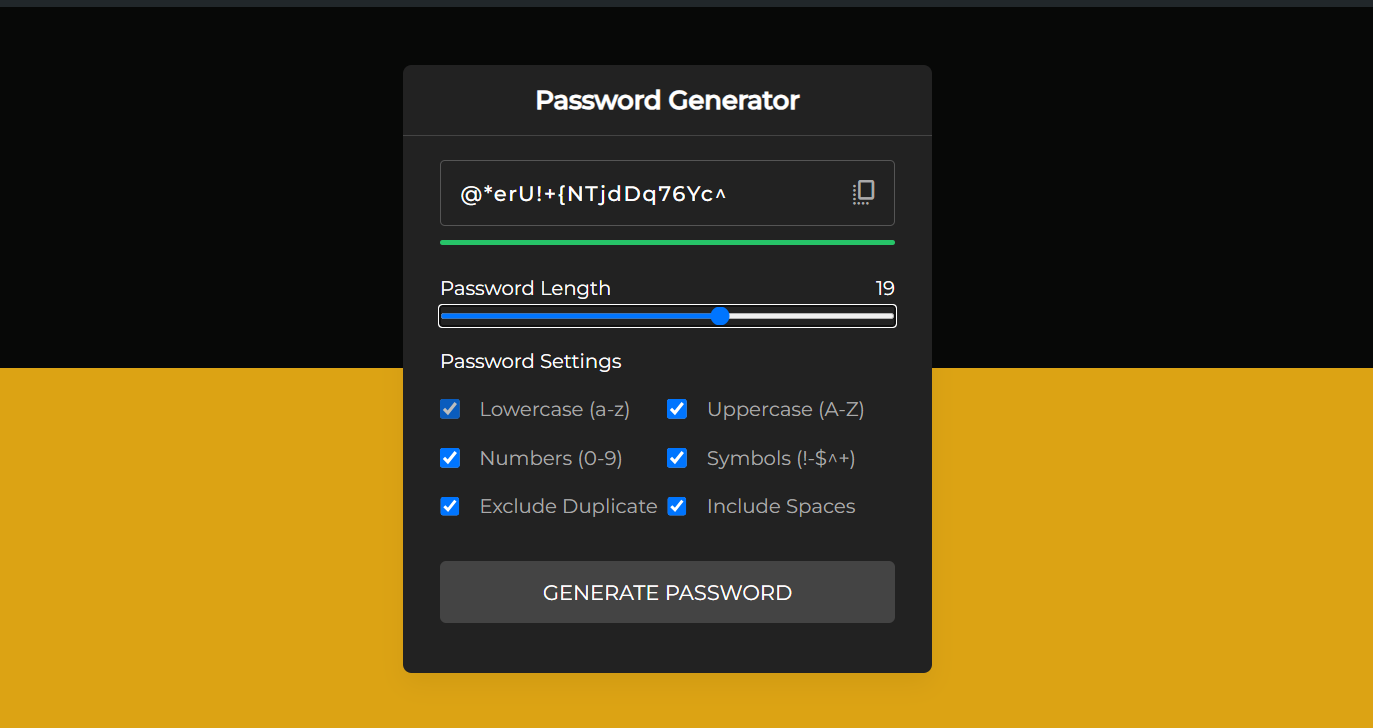 Password Generator
@*erU!+{NTjdDq76Yc^
Password Length 19
Password Settings
Lowercase (a-z) Uppercase (A-Z)
Numbers (0-9) Symbols (!-$^+)
Exclude Duplicate Include Spaces
GENERATE PASSWORD